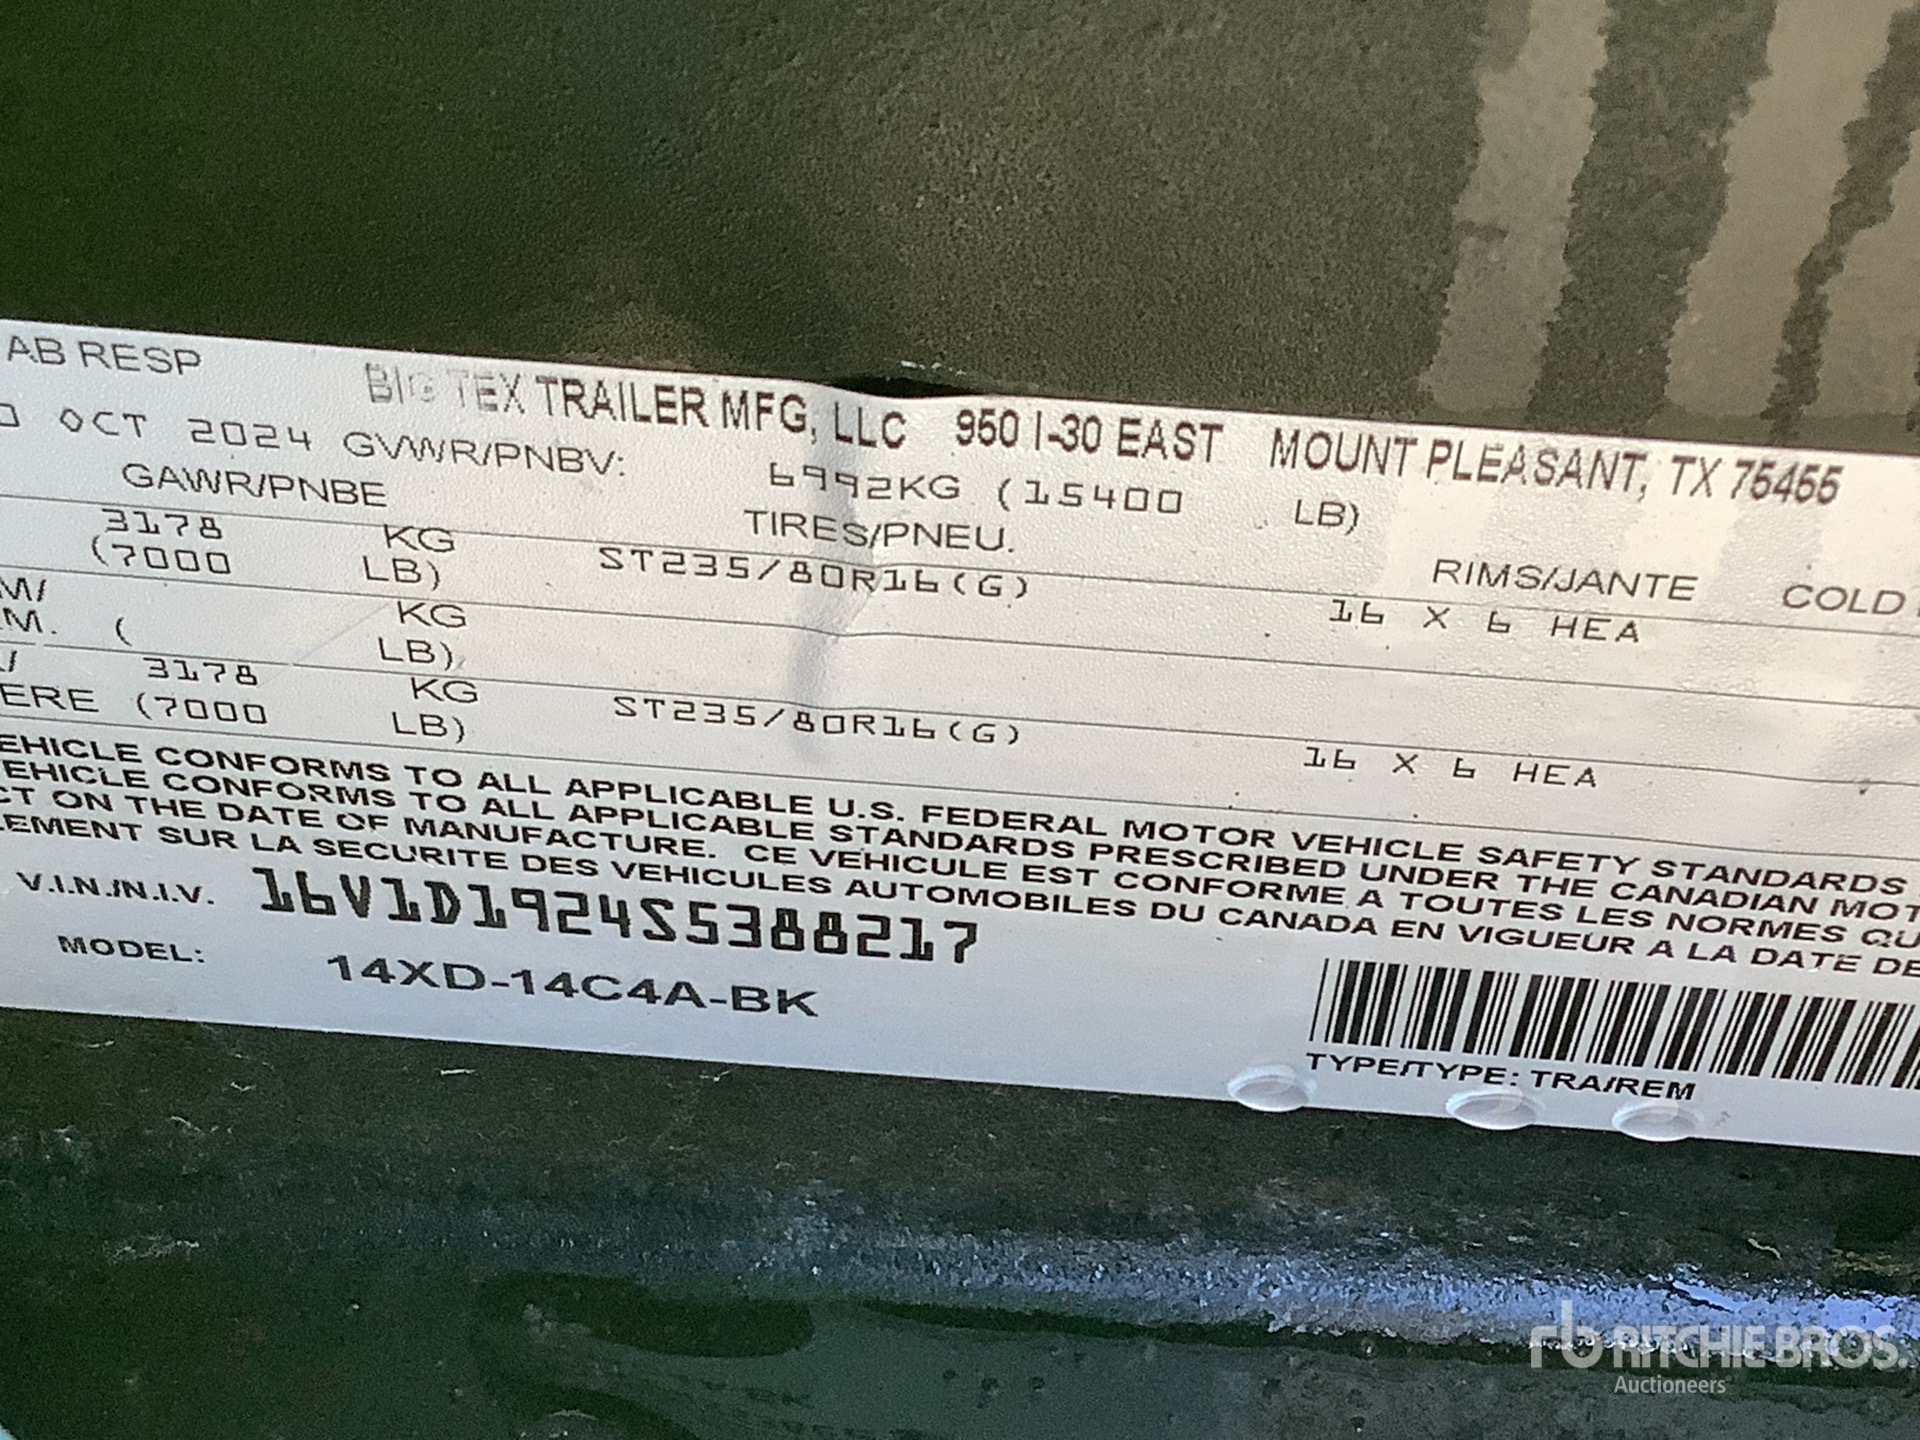 AB RESP
BIG TEX TRAILER MFG, LLC 950 I-30 EAST MOUNT PLEASANT, TX 75455
OCT 2024 GVWR/PNBV: 6992KG (15400 LB)
GAWR/PNBE TIRES/PNEU. RIMS/JANTE COLD
3178 KG ST235/80R16(G) 16 X 6 HEA
(7000 LB)
M/ KG
M. ( LB)
/ 3178 KG ST235/80R16(G) 16 X 6 HEA
ERE (7000 LB)
EHICLE CONFORMS TO ALL APPLICABLE U.S. FEDERAL MOTOR VEHICLE SAFETY STANDARDS
EHICLE CONFORMS TO ALL APPLICABLE STANDARDS PRESCRIBED UNDER THE CANADIAN MOT
CT ON THE DATE OF MANUFACTURE. CE VEHICULE EST CONFORME A TOUTES LES NORMES QU
LEMENT SUR LA SECURITE DES VEHICULES AUTOMOBILES DU CANADA EN VIGUEUR A LA DATE DE
V.I.N./N.I.V. 16V1D1924S5388217
MODEL: 14XD-14C4A-BK
TYPE/TYPE: TRA/REM
rb RITCHIE BROS.
Auctioneers